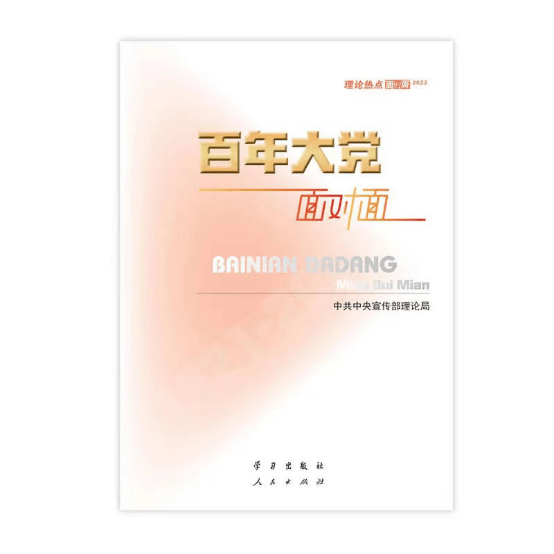 理论热点面对面2022
百年大党
面对面
BAINIAN DADANG
Mian Dui Mian
中共中央宣传部理论局
学习出版社
人民出版社